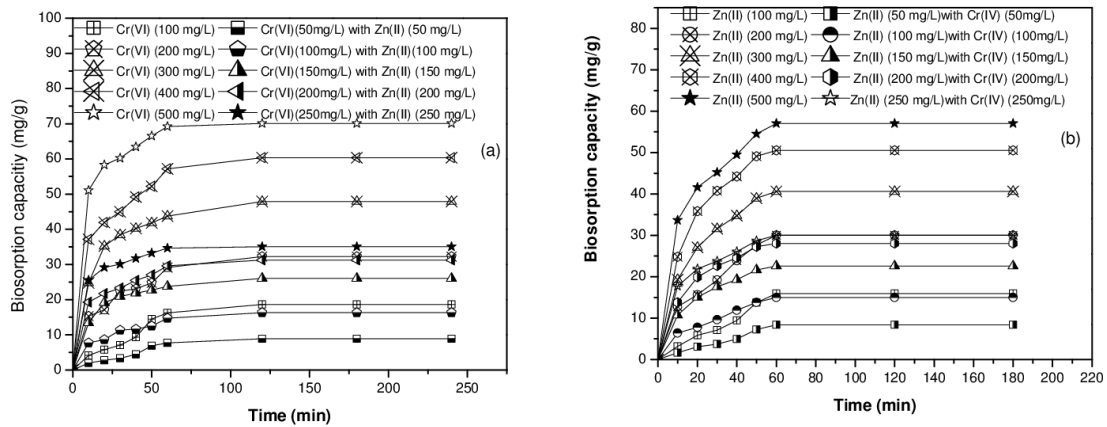 100
90
80
70
60
50
40
30
20
10
0
Biosorption capacitiy (mg/g)
Cr(VI) (100 mg/L) Cr(VI)(50mg/L) with Zn(II) (50 mg/L)
Cr(VI) (200 mg/L) Cr(VI)(100mg/L) with Zn(II)(100 mg/L)
Cr(VI) (300 mg/L) Cr(VI)(150mg/L) with Zn(II) (150 mg/L)
Cr(VI) (400 mg/L) Cr(VI)(200mg/L) with Zn(II) (200 mg/L)
Cr(VI) (500 mg/L) Cr(VI)(250mg/L) with Zn(II) (250 mg/L)
(a)
0 50 100 150 200 250
Time (min)
80
70
60
50
40
30
20
10
0
Biosorption capacity (mg/g)
Zn(II) (100 mg/L) Zn(II) (50 mg/L)with Cr(IV) (50mg/L)
Zn(II) (200 mg/L) Zn(II) (100 mg/L)with Cr(IV) (100mg/L)
Zn(II) (300 mg/L) Zn(II) (150 mg/L)with Cr(IV) (150mg/L)
Zn(II) (400 mg/L) Zn(II) (200 mg/L)with Cr(IV) (200mg/L)
Zn(II) (500 mg/L) Zn(II) (250 mg/L)with Cr(IV) (250mg/L)
(b)
0 20 40 60 80 100 120 140 160 180 200 220
Time (min)